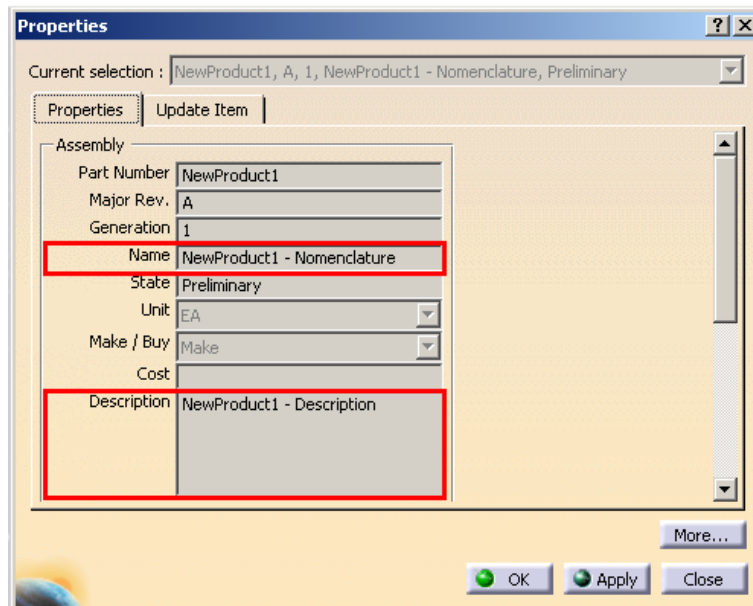 Properties
Current selection : NewProduct1, A, 1, NewProduct1 - Nomenclature, Preliminary
Properties Update Item
Assembly
Part Number NewProduct1
Major Rev. A
Generation 1
Name NewProduct1 - Nomenclature
State Preliminary
Unit EA
Make / Buy Make
Cost
Description NewProduct1 - Description
More...
OK Apply Close